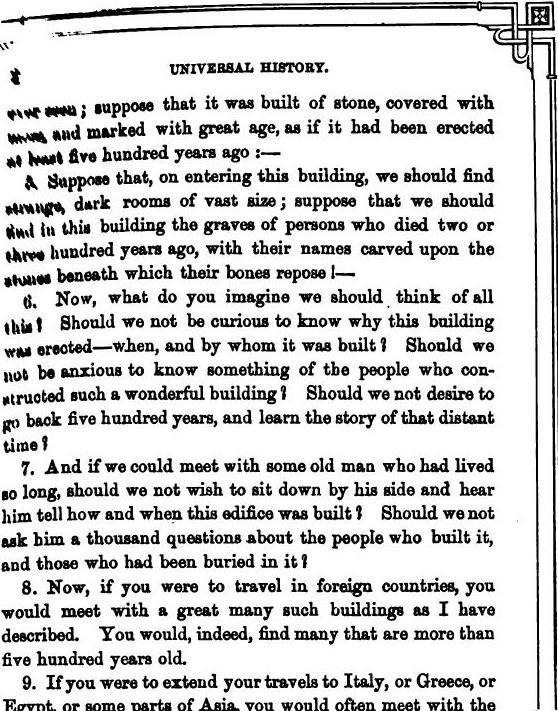 UNIVERSAL HISTORY.
ever seen; suppose that it was built of stone, covered with
and marked with great age, as if it had been erected
at least five hundred years ago :—
Suppose that, on entering this building, we should find
strange, dark rooms of vast size; suppose that we should
find in this building the graves of persons who died two or
three hundred years ago, with their names carved upon the
stones beneath which their bones repose!—
6. Now, what do you imagine we should think of all
this? Should we not be curious to know why this building
was erected—when, and by whom it was built? Should we
not be anxious to know something of the people who con-
structed such a wonderful building? Should we not desire to
go back five hundred years, and learn the story of that distant
time?
7. And if we could meet with some old man who had lived
so long, should we not wish to sit down by his side and hear
him tell how and when this edifice was built? Should we not
ask him a thousand questions about the people who built it,
and those who had been buried in it?
8. Now, if you were to travel in foreign countries, you
would meet with a great many such buildings as I have
described. You would, indeed, find many that are more than
five hundred years old.
9. If you were to extend your travels to Italy, or Greece, or
Egypt, or some parts of Asia, you would often meet with the